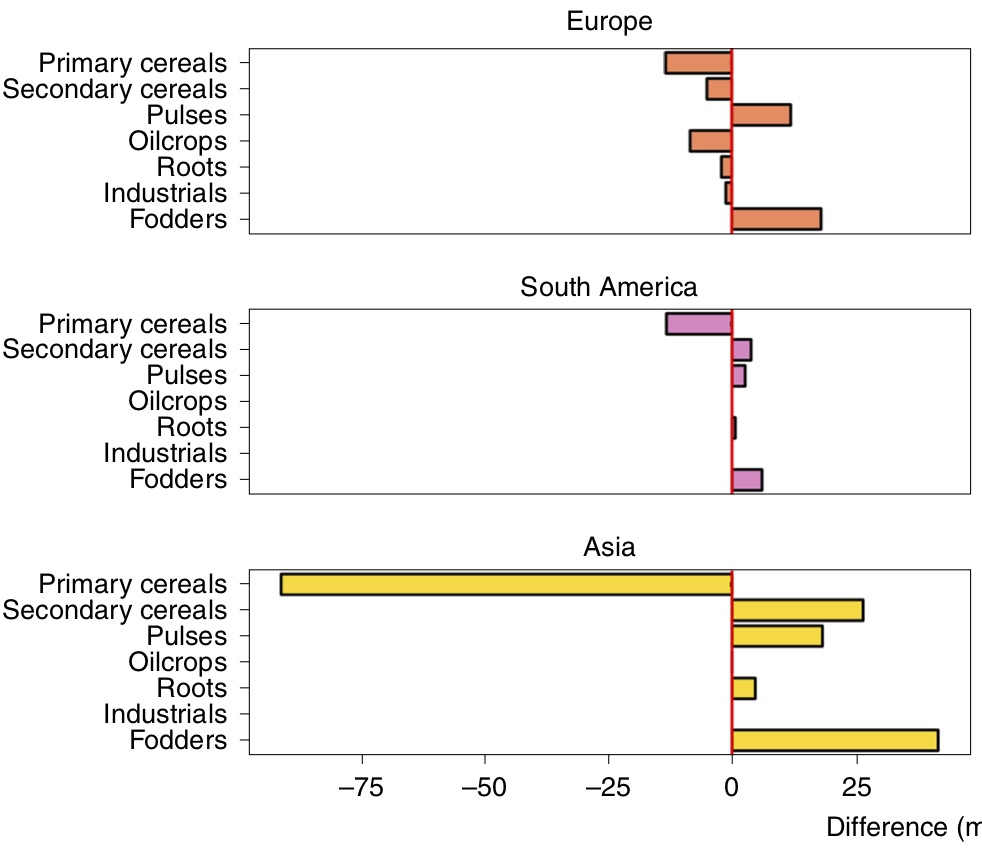 Europe
Primary cereals
Secondary cereals
Pulses
Oilcrops
Roots
Industrials
Fodders
South America
Primary cereals
Secondary cereals
Pulses
Oilcrops
Roots
Industrials
Fodders
Asia
Primary cereals
Secondary cereals
Pulses
Oilcrops
Roots
Industrials
Fodders
−75 −50 −25 0 25
Difference (